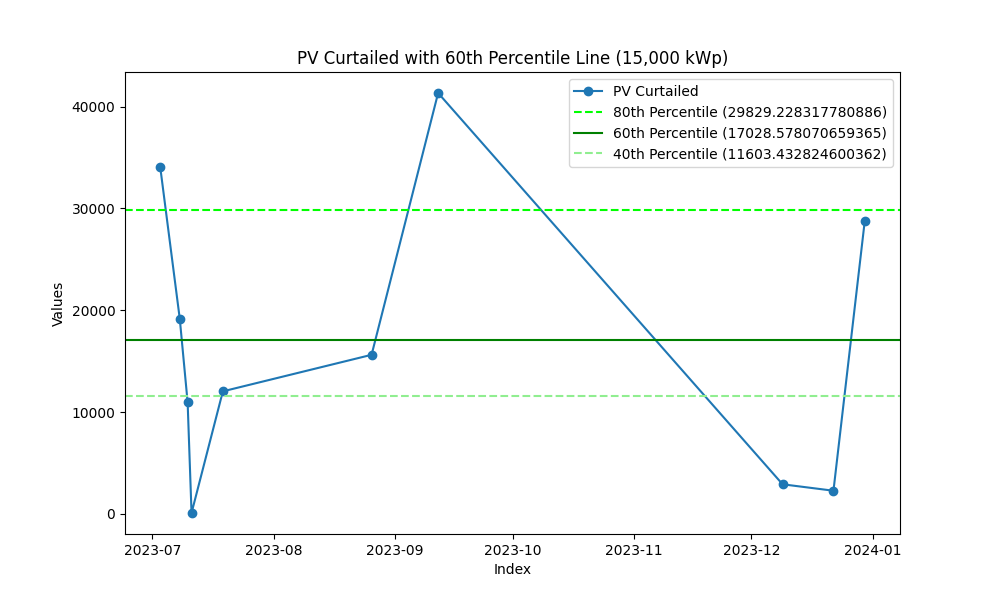 PV Curtailed with 60th Percentile Line (15,000 kWp)
PV Curtailed
80th Percentile (29829.228317780886)
60th Percentile (17028.578070659365)
40th Percentile (11603.432824600362)
Values
40000
30000
20000
10000
0
2023-07 2023-08 2023-09 2023-10 2023-11 2023-12 2024-01
Index